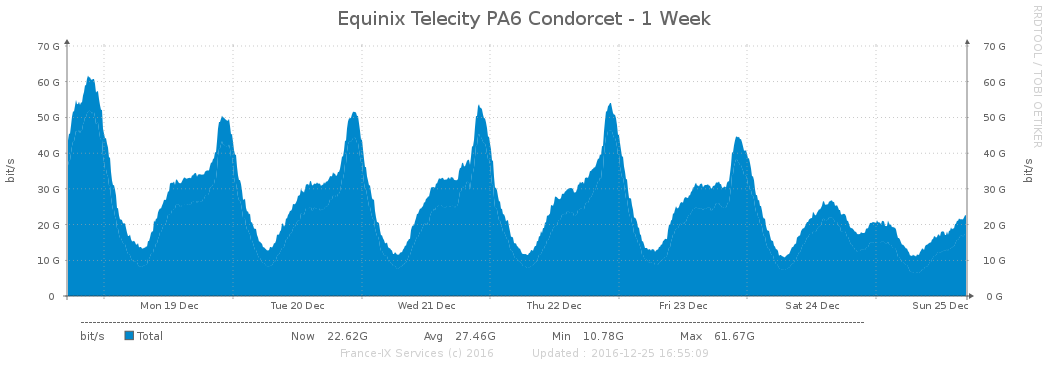 Equinix Telecity PA6 Condorcet - 1 Week
RRDTOOL / TOBI OETIKER
bit/s
bit/s
70 G 70 G
60 G 60 G
50 G 50 G
40 G 40 G
30 G 30 G
20 G 20 G
10 G 10 G
0 0 G
Mon 19 Dec Tue 20 Dec Wed 21 Dec Thu 22 Dec Fri 23 Dec Sat 24 Dec Sun 25 Dec
bit/s Total Now 22.62G Avg 27.46G Min 10.78G Max 61.67G
France-IX Services (c) 2016 Updated : 2016-12-25 16:55:09